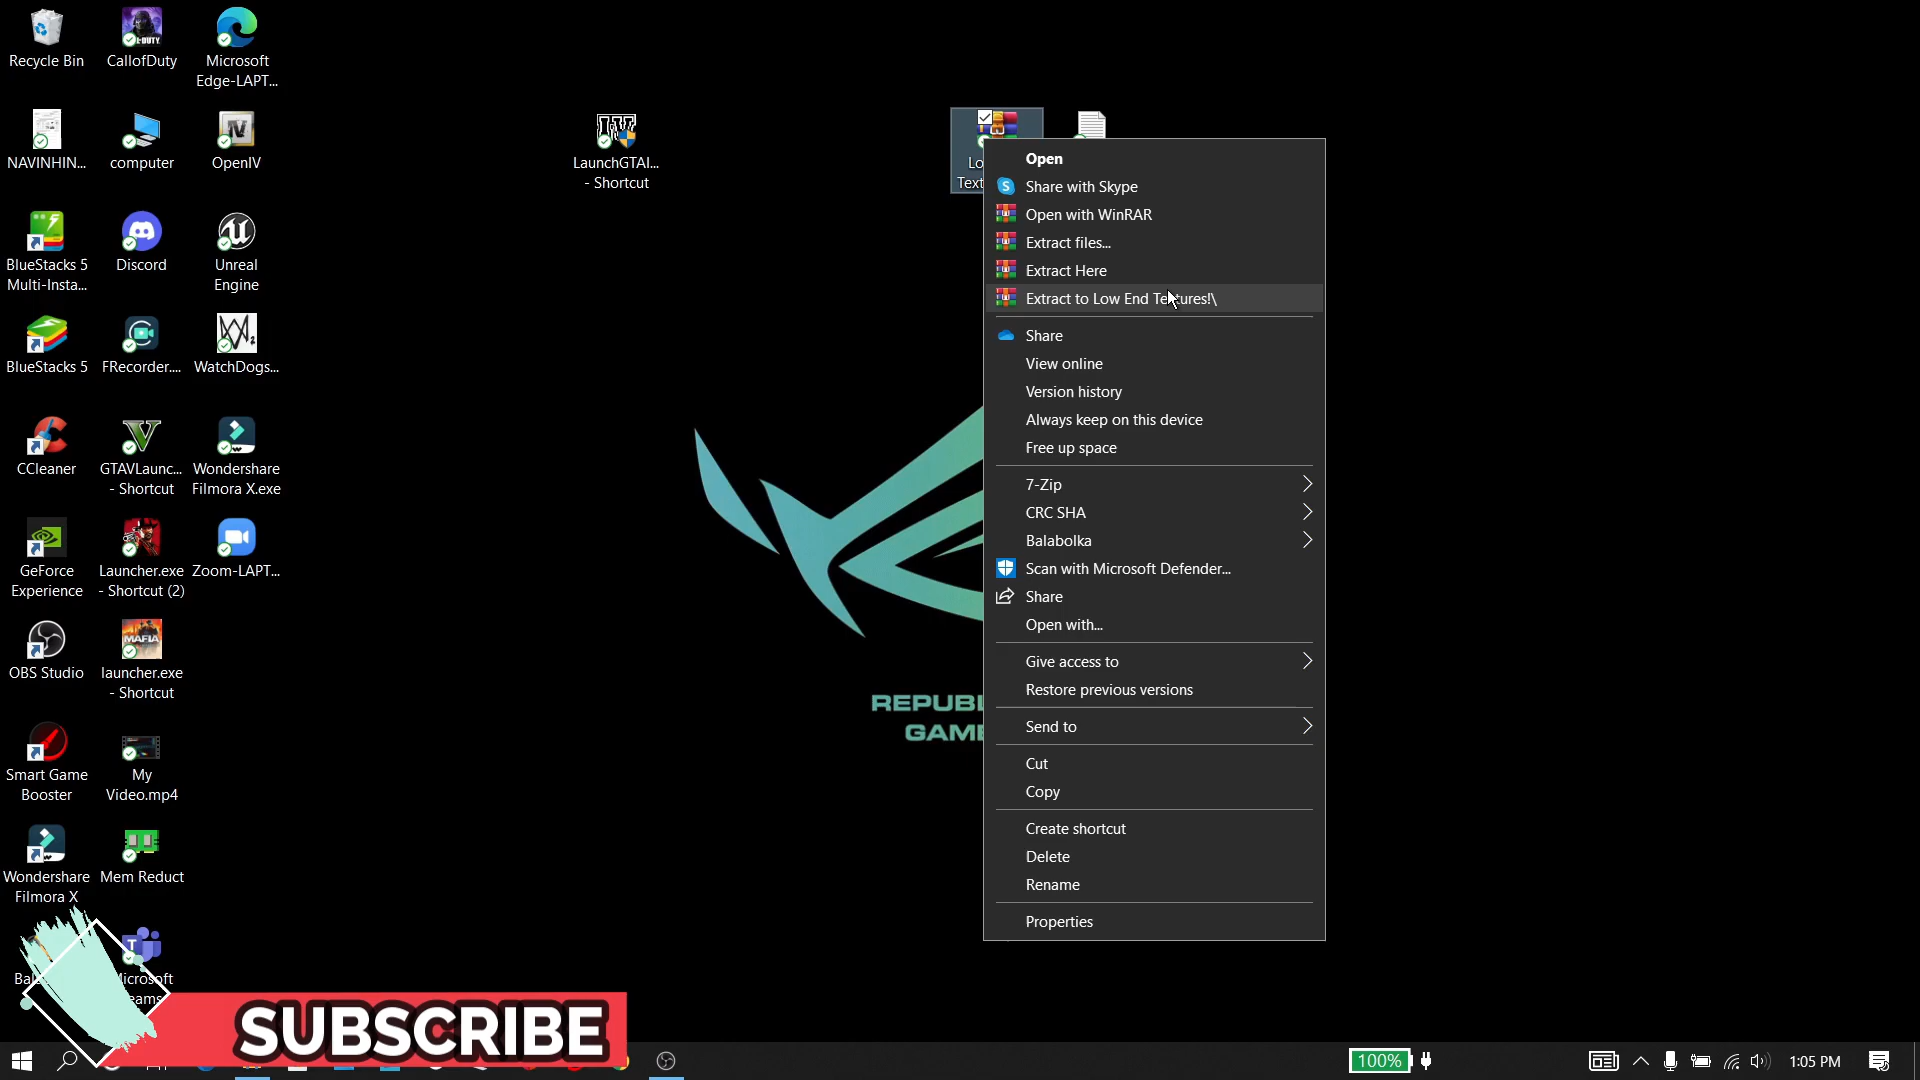 Recycle Bin
CallofDuty
Microsoft
Edge-LAPT...
NAVINHIN...
computer
OpenIV
LaunchGTAI...
- Shortcut
Lo
Text
BlueStacks 5
Multi-Insta...
Discord
Unreal
Engine
BlueStacks 5
FRecorder....
WatchDogs...
CCleaner
GTAVLaunc...
- Shortcut
Wondershare
Filmora X.exe
GeForce
Experience
Launcher.exe
- Shortcut (2)
Zoom-LAPT...
OBS Studio
launcher.exe
- Shortcut
Smart Game
Booster
My
Video.mp4
Wondershare
Filmora X
Mem Reduct
Open
Share with Skype
Open with WinRAR
Extract files...
Extract Here
Extract to Low End Textures!\
Share
View online
Version history
Always keep on this device
Free up space
7-Zip
CRC SHA
Balabolka
Scan with Microsoft Defender...
Share
Open with...
Give access to
Restore previous versions
Send to
Cut
Copy
Create shortcut
Delete
Rename
Properties
REPUBL
GAME
SUBSCRIBE
100%
1:05 PM